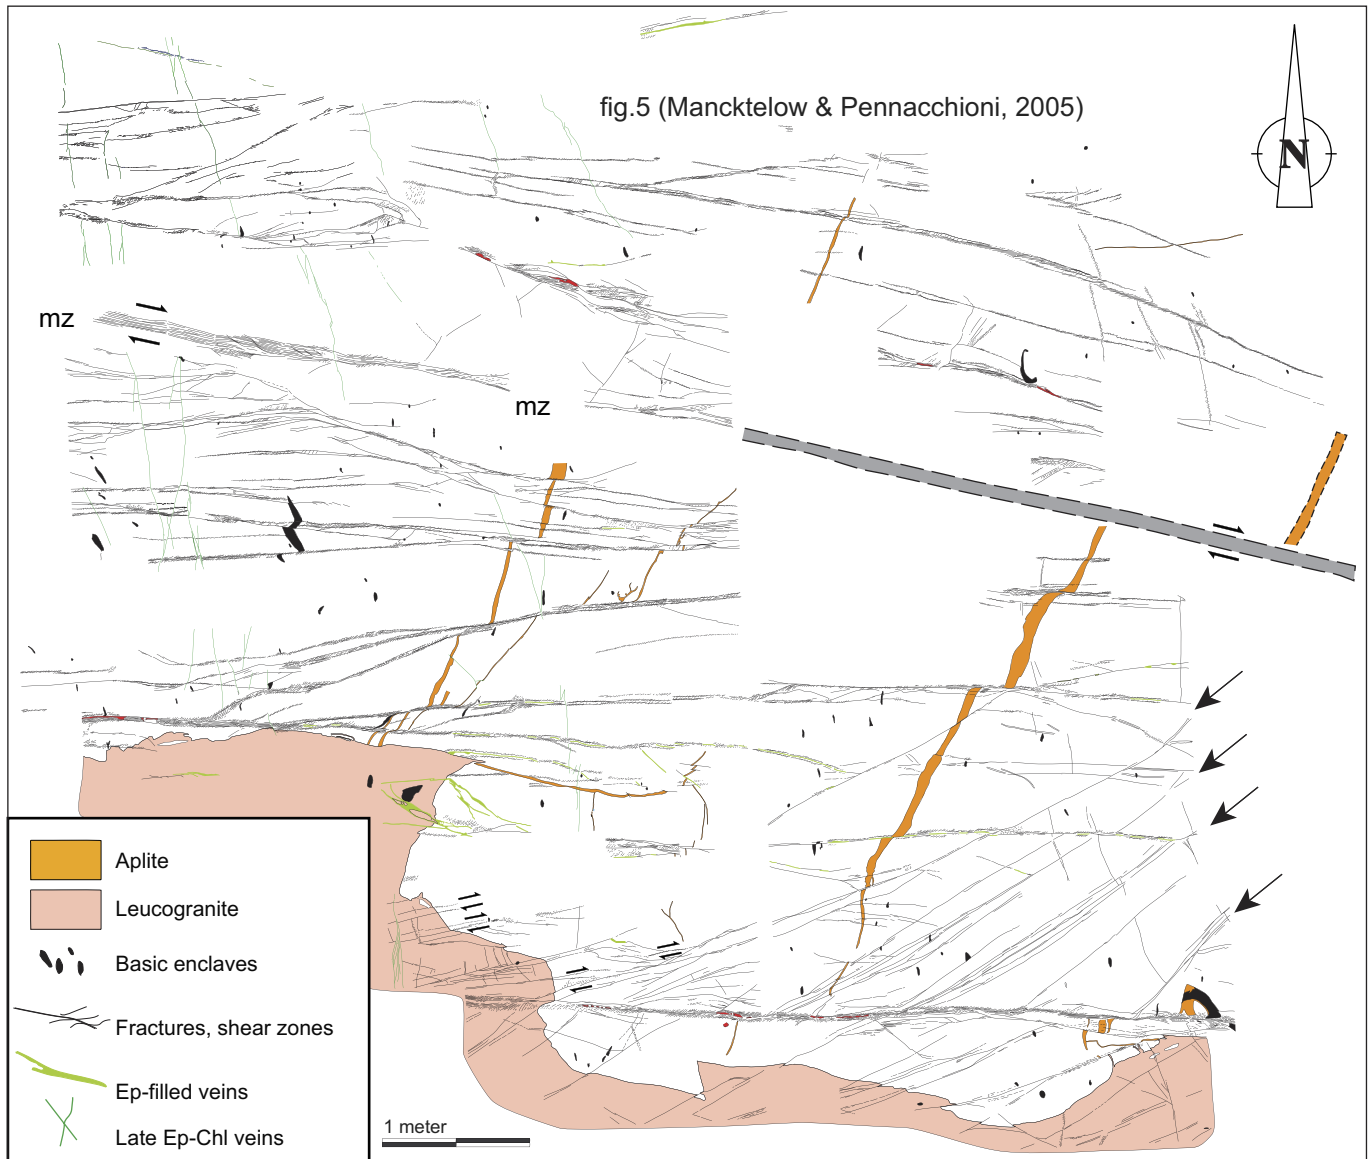 fig.5 (Mancktelow & Pennacchioni, 2005)
N
mz
mz
Aplite
Leucogranite
Basic enclaves
Fractures, shear zones
Ep-filled veins
Late Ep-Chl veins
1 meter